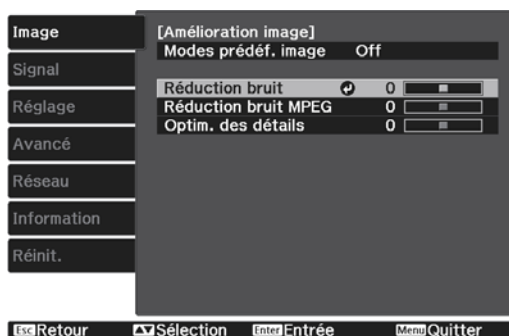 Image
Signal
Réglage
Avancé
Réseau
Information
Réinit.
[Amélioration image]
Modes prédéf. image Off
Réduction bruit 0
Réduction bruit MPEG 0
Optim. des détails 0
Esc Retour Sélection Enter Entrée Menu Quitter